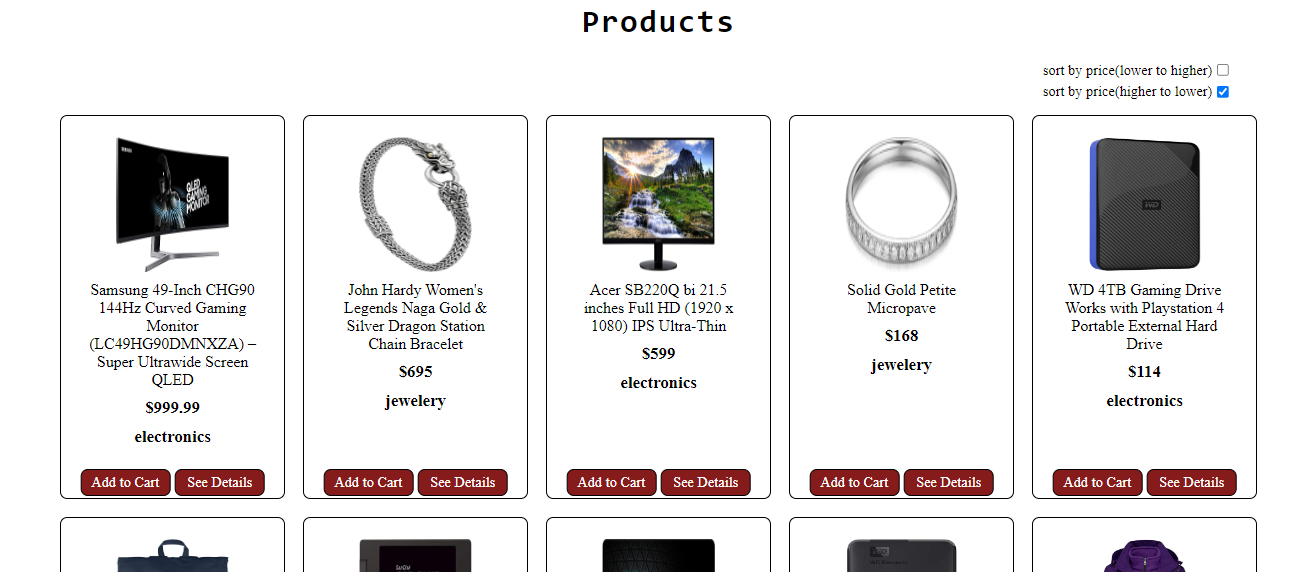 Products
sort by price(lower to higher)
sort by price(higher to lower)
SAMSUNG
QLED
GAMING
MONITOR
Samsung 49-Inch CHG90
144Hz Curved Gaming
Monitor
(LC49HG90DMNXZA) –
Super Ultrawide Screen
QLED
$999.99
electronics
Add to Cart See Details
John Hardy Women's
Legends Naga Gold &
Silver Dragon Station
Chain Bracelet
$695
jewelery
Add to Cart See Details
Acer SB220Q bi 21.5
inches Full HD (1920 x
1080) IPS Ultra-Thin
$599
electronics
Add to Cart See Details
Solid Gold Petite
Micropave
$168
jewelery
Add to Cart See Details
WD
WD 4TB Gaming Drive
Works with Playstation 4
Portable External Hard
Drive
$114
electronics
Add to Cart See Details
WD